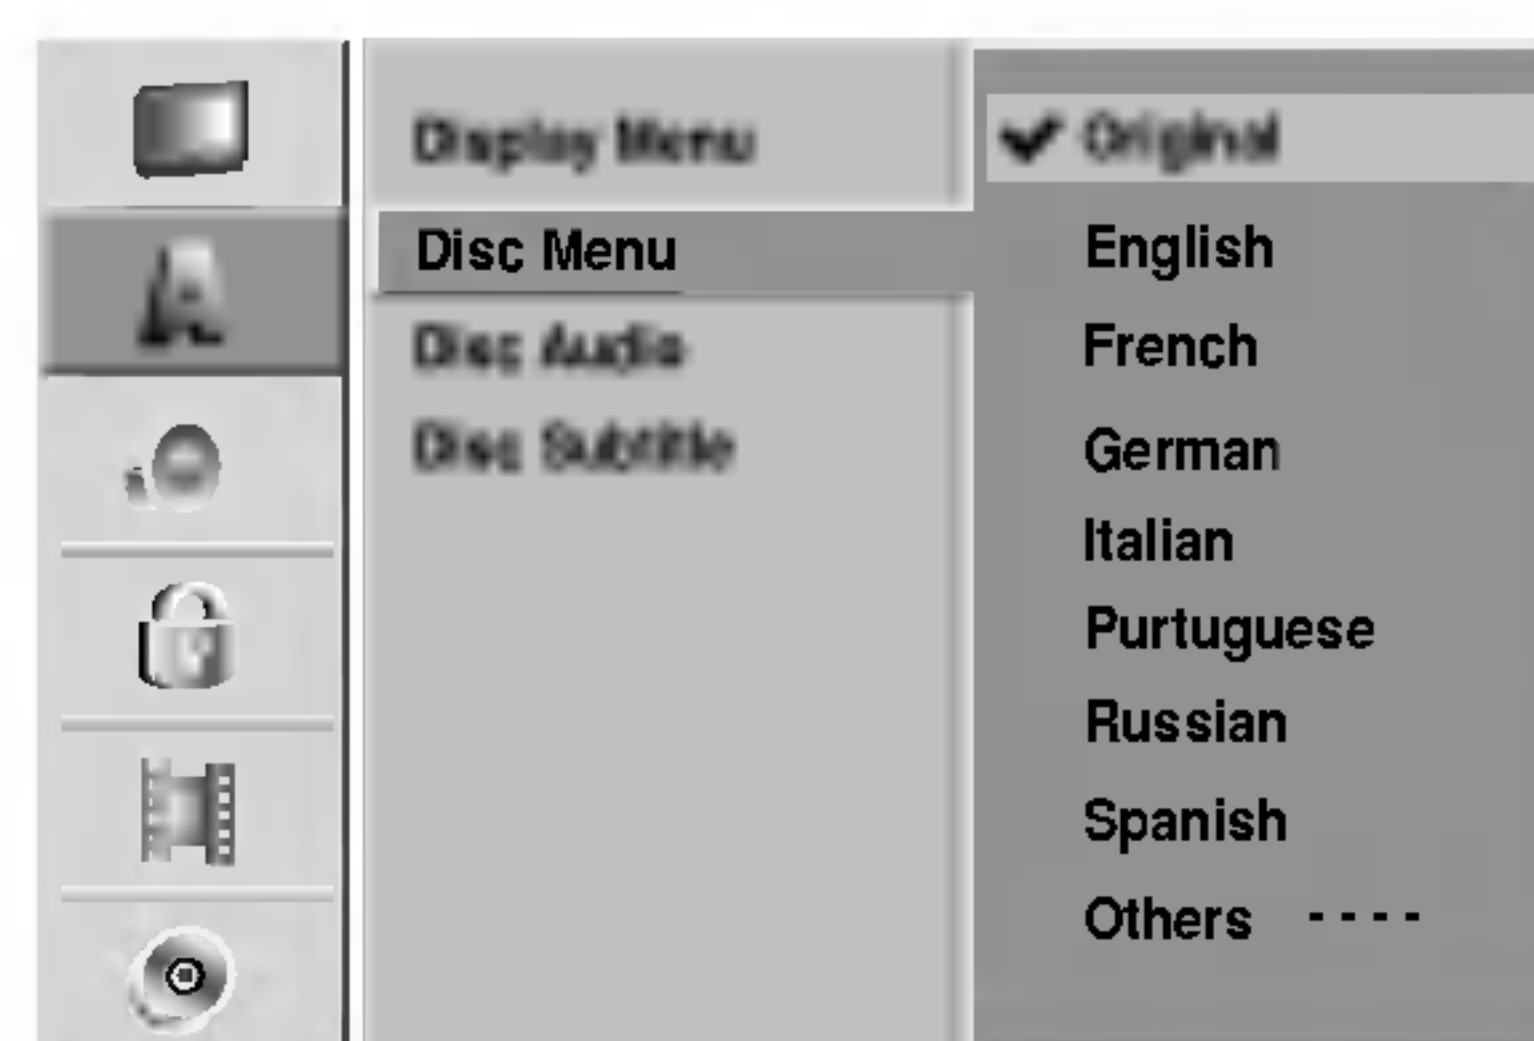 Display Menu
Disc Menu
Disc Audio
Disc Subtitle
Original
English
French
German
Italian
Purtuguese
Russian
Spanish
Others - - - -